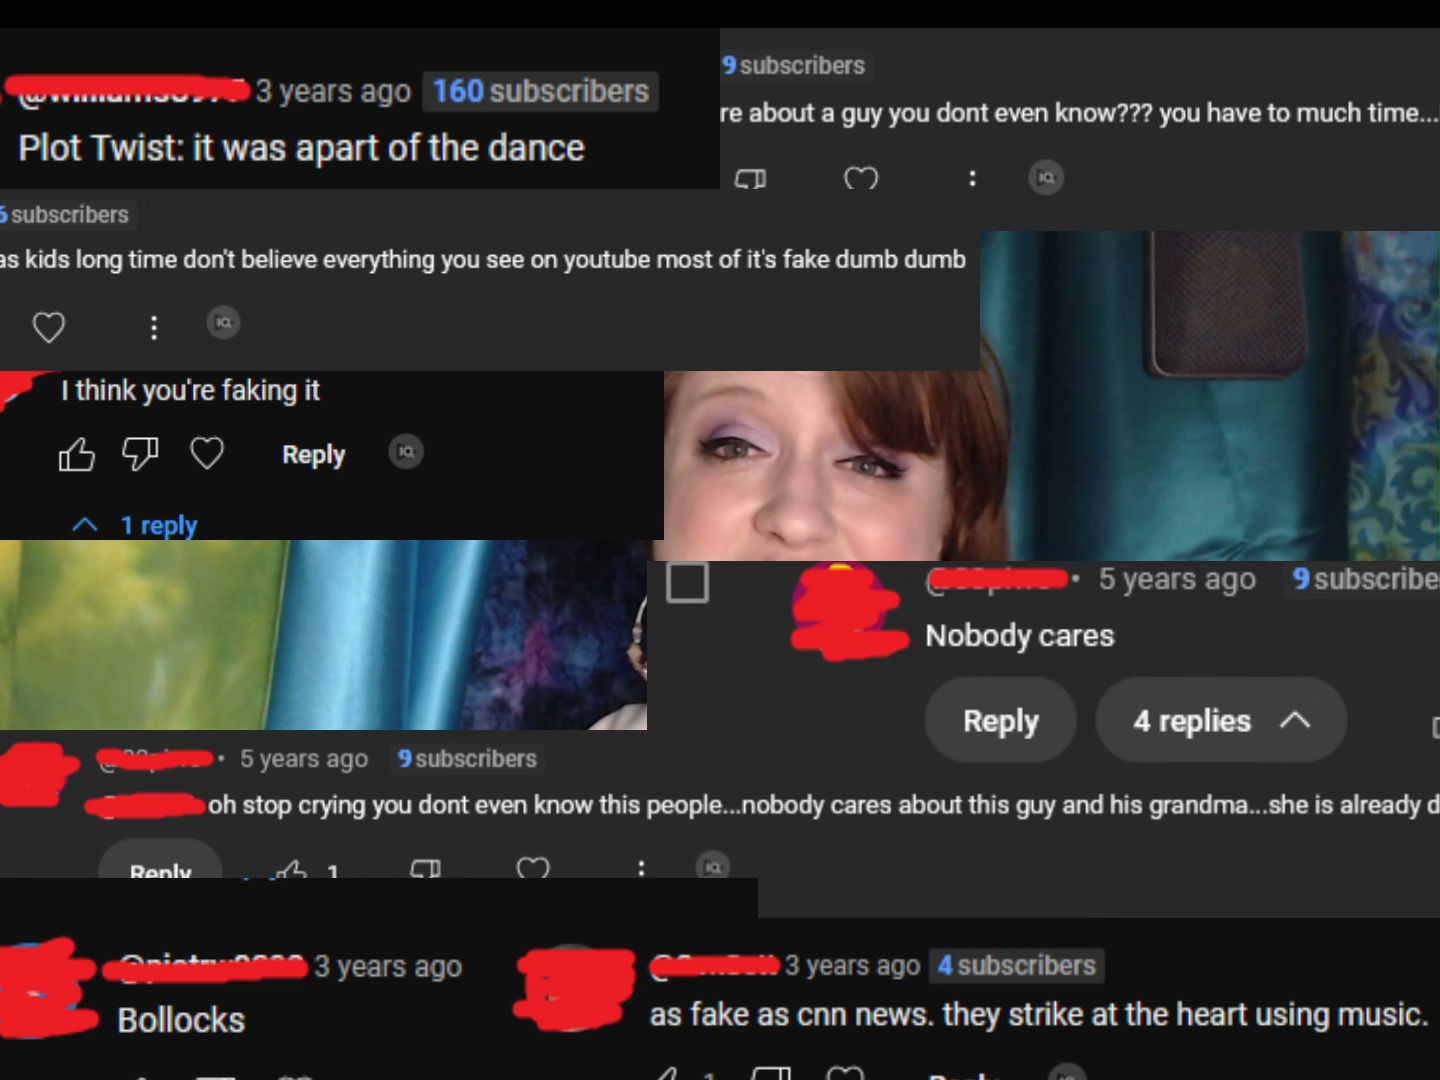 3 years ago 160 subscribers
Plot Twist: it was apart of the dance
9 subscribers
re about a guy you dont even know??? you have to much time...
6 subscribers
as kids long time don't believe everything you see on youtube most of it's fake dumb dumb
I think you're faking it
Reply
1 reply
5 years ago 9 subscribe
Nobody cares
Reply 4 replies
• 5 years ago 9 subscribers
oh stop crying you dont even know this people...nobody cares about this guy and his grandma...she is already d
Reply 1
3 years ago
Bollocks
3 years ago 4 subscribers
as fake as cnn news. they strike at the heart using music.
1 Reply